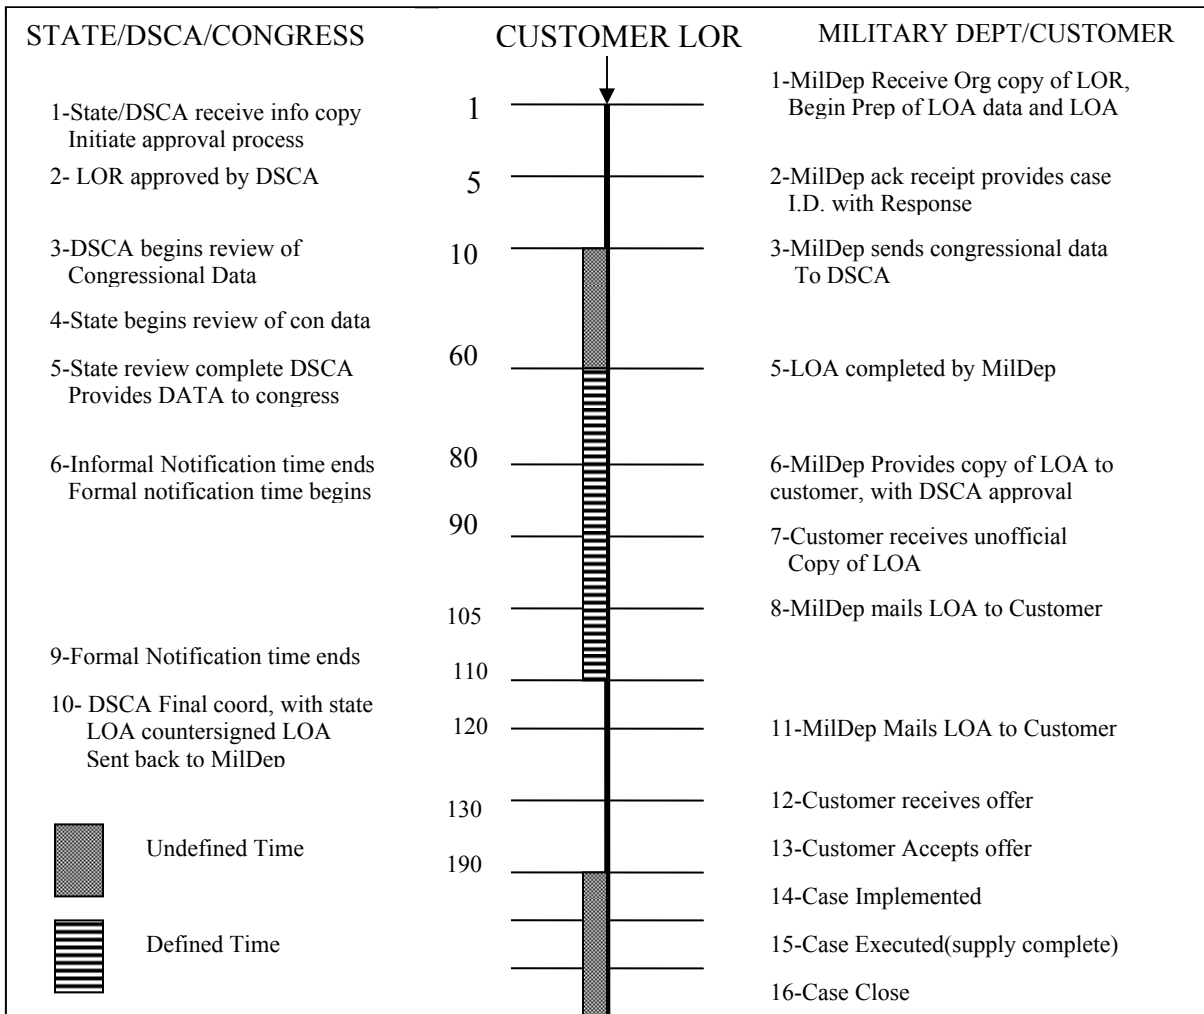 STATE/DSCA/CONGRESS
CUSTOMER LOR
MILITARY DEPT/CUSTOMER
1-State/DSCA receive info copy
Initiate approval process
2- LOR approved by DSCA
3-DSCA begins review of
Congressional Data
4-State begins review of con data
5-State review complete DSCA
Provides DATA to congress
6-Informal Notification time ends
Formal notification time begins
9-Formal Notification time ends
10- DSCA Final coord, with state
LOA countersigned LOA
Sent back to MilDep
Undefined Time
Defined Time
1
5
10
60
80
90
105
110
120
130
190
1-MilDep Receive Org copy of LOR,
Begin Prep of LOA data and LOA
2-MilDep ack receipt provides case
I.D. with Response
3-MilDep sends congressional data
To DSCA
5-LOA completed by MilDep
6-MilDep Provides copy of LOA to
customer, with DSCA approval
7-Customer receives unofficial
Copy of LOA
8-MilDep mails LOA to Customer
11-MilDep Mails LOA to Customer
12-Customer receives offer
13-Customer Accepts offer
14-Case Implemented
15-Case Executed(supply complete)
16-Case Close